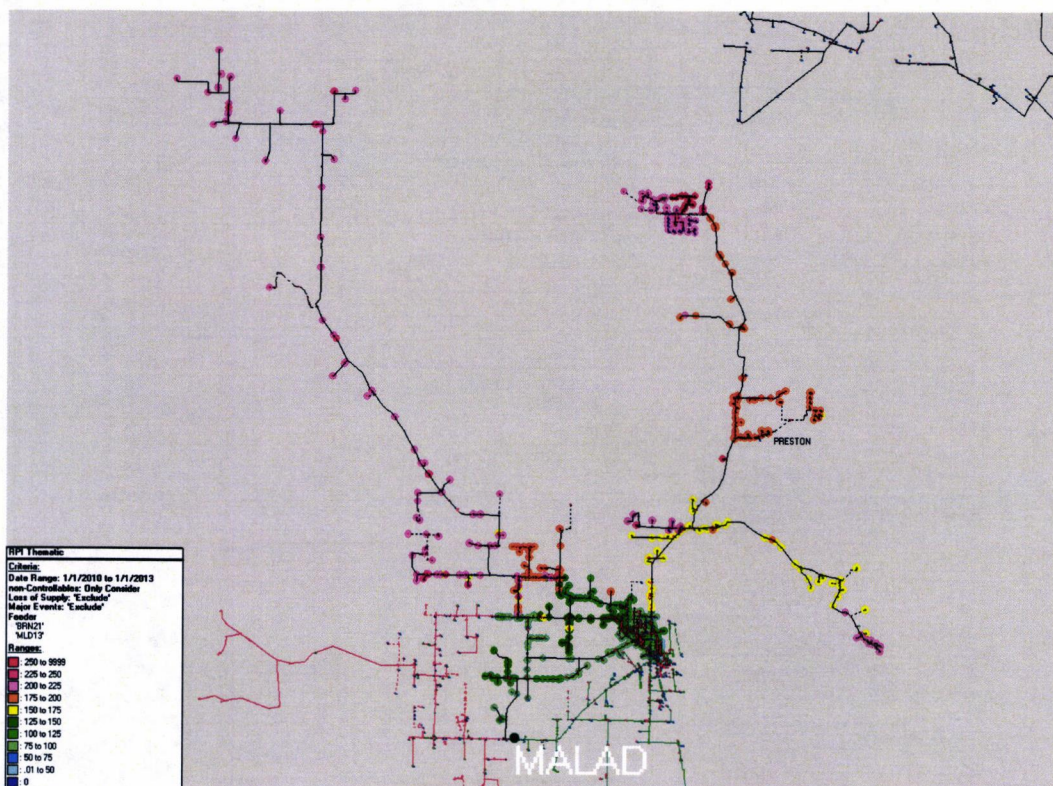 PRESTON
RPI Thematic
Criteria:
Date Range: 1/1/2010 to 1/1/2013
non-Controllables: Only Consider
Loss of Supply: 'Exclude'
Major Events: 'Exclude'
Feeder
'BRN21'
'MLD13'
Ranges:
: 250 to 9999
: 225 to 250
: 200 to 225
: 175 to 200
: 150 to 175
: 125 to 150
: 100 to 125
: 75 to 100
: 50 to 75
: .01 to 50
: 0
MALAD